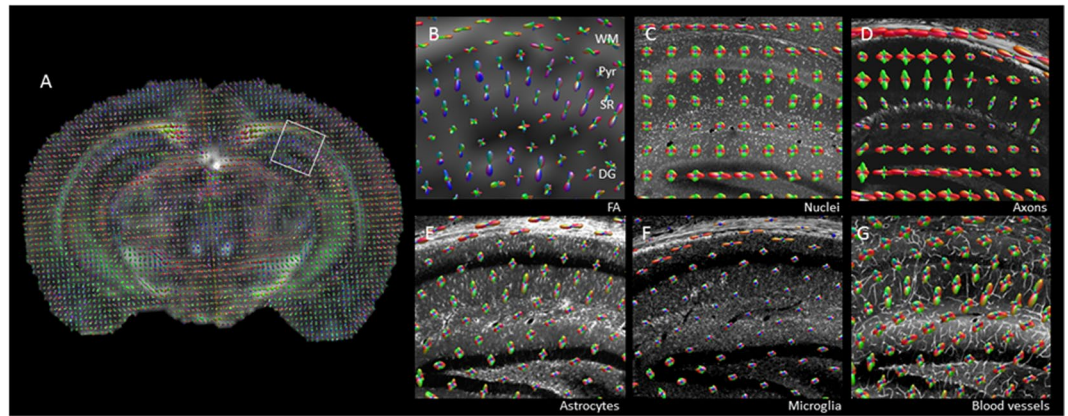 A
B
WM
Pyr
SR
DG
FA
C
Nuclei
D
Axons
E
Astrocytes
F
Microglia
G
Blood vessels